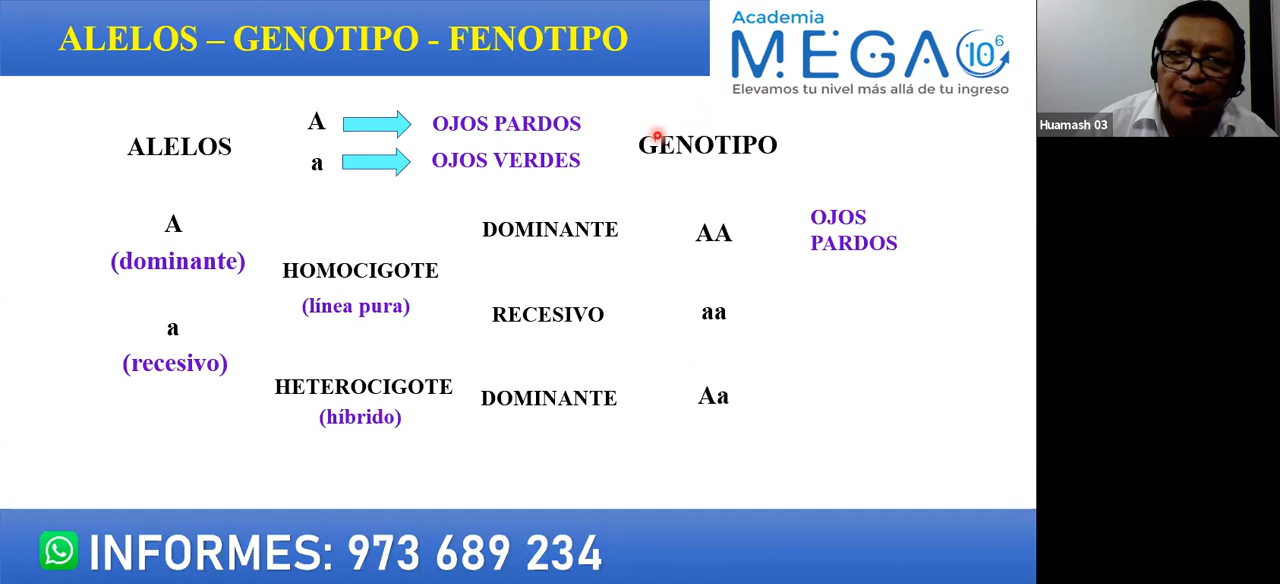 ALELOS – GENOTIPO - FENOTIPO
Academia
MEGA 10⁶
Elevamos tu nivel más allá de tu ingreso
Huamash 03
ALELOS
A
OJOS PARDOS
a
OJOS VERDES
GENOTIPO
A
(dominante)
a
(recesivo)
HOMOCIGOTE
(línea pura)
HETEROCIGOTE
(híbrido)
DOMINANTE
AA
OJOS
PARDOS
RECESIVO
aa
DOMINANTE
Aa
INFORMES: 973 689 234